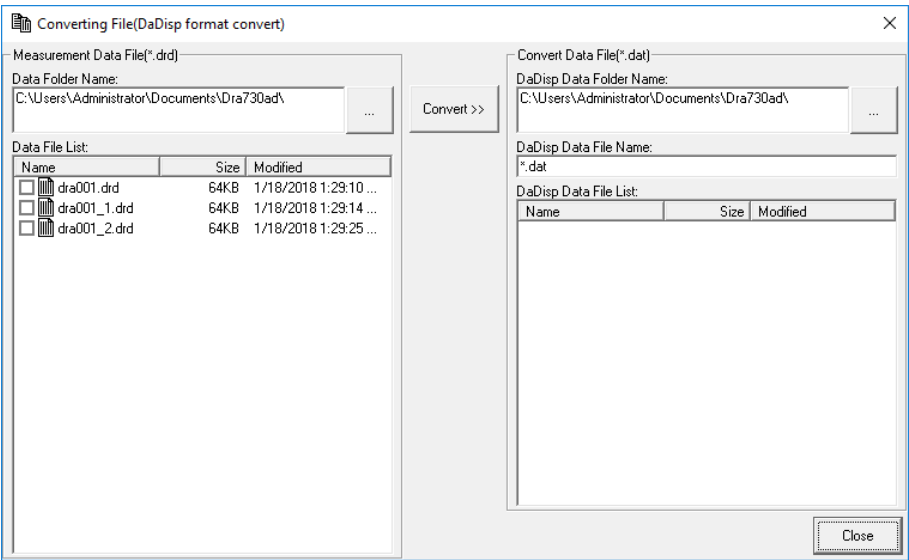 Converting File(DaDisp format convert)
Measurement Data File(*.drd)
Data Folder Name:
C:\Users\Administrator\Documents\Dra730ad\
...
Data File List:
Name Size Modified
dra001.drd 64KB 1/18/2018 1:29:10 ...
dra001_1.drd 64KB 1/18/2018 1:29:14 ...
dra001_2.drd 64KB 1/18/2018 1:29:25 ...
Convert >>
Convert Data File(*.dat)
DaDisp Data Folder Name:
C:\Users\Administrator\Documents\Dra730ad\
...
DaDisp Data File Name:
*.dat
DaDisp Data File List:
Name Size Modified
Close